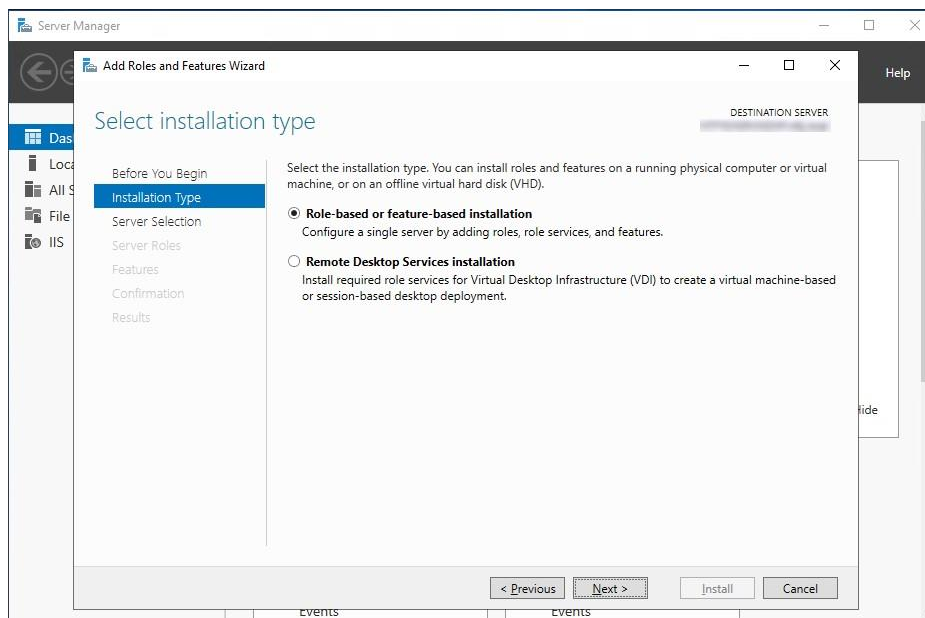 Server Manager
Add Roles and Features Wizard
Help
Select installation type
DESTINATION SERVER
Das
Loca
All S
File
IIS
Before You Begin
Installation Type
Server Selection
Server Roles
Features
Confirmation
Results
Select the installation type. You can install roles and features on a running physical computer or virtual
machine, or on an offline virtual hard disk (VHD).
Role-based or feature-based installation
Configure a single server by adding roles, role services, and features.
Remote Desktop Services installation
Install required role services for Virtual Desktop Infrastructure (VDI) to create a virtual machine-based
or session-based desktop deployment.
Hide
< Previous
Next >
Install
Cancel
Events
Events